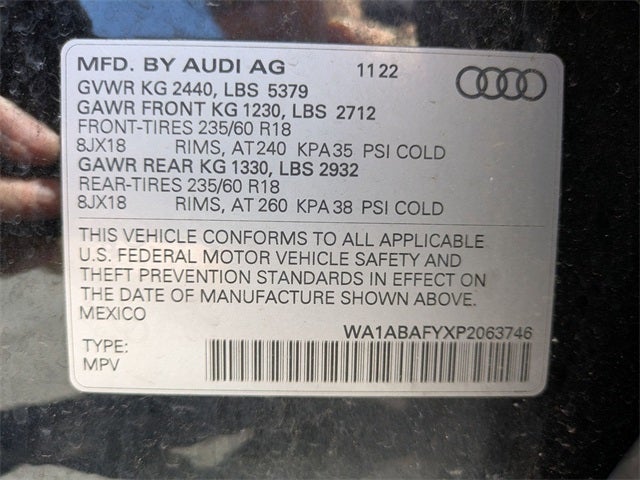 MFD. BY AUDI AG 11 22
GVWR KG 2440, LBS 5379
GAWR FRONT KG 1230, LBS 2712
FRONT-TIRES 235/60 R18
8JX18 RIMS, AT 240 KPA 35 PSI COLD
GAWR REAR KG 1330, LBS 2932
REAR-TIRES 235/60 R18
8JX18 RIMS, AT 260 KPA 38 PSI COLD
THIS VEHICLE CONFORMS TO ALL APPLICABLE
U.S. FEDERAL MOTOR VEHICLE SAFETY AND
THEFT PREVENTION STANDARDS IN EFFECT ON
THE DATE OF MANUFACTURE SHOWN ABOVE.
MEXICO
WA1ABAFYXP2063746
TYPE:
MPV